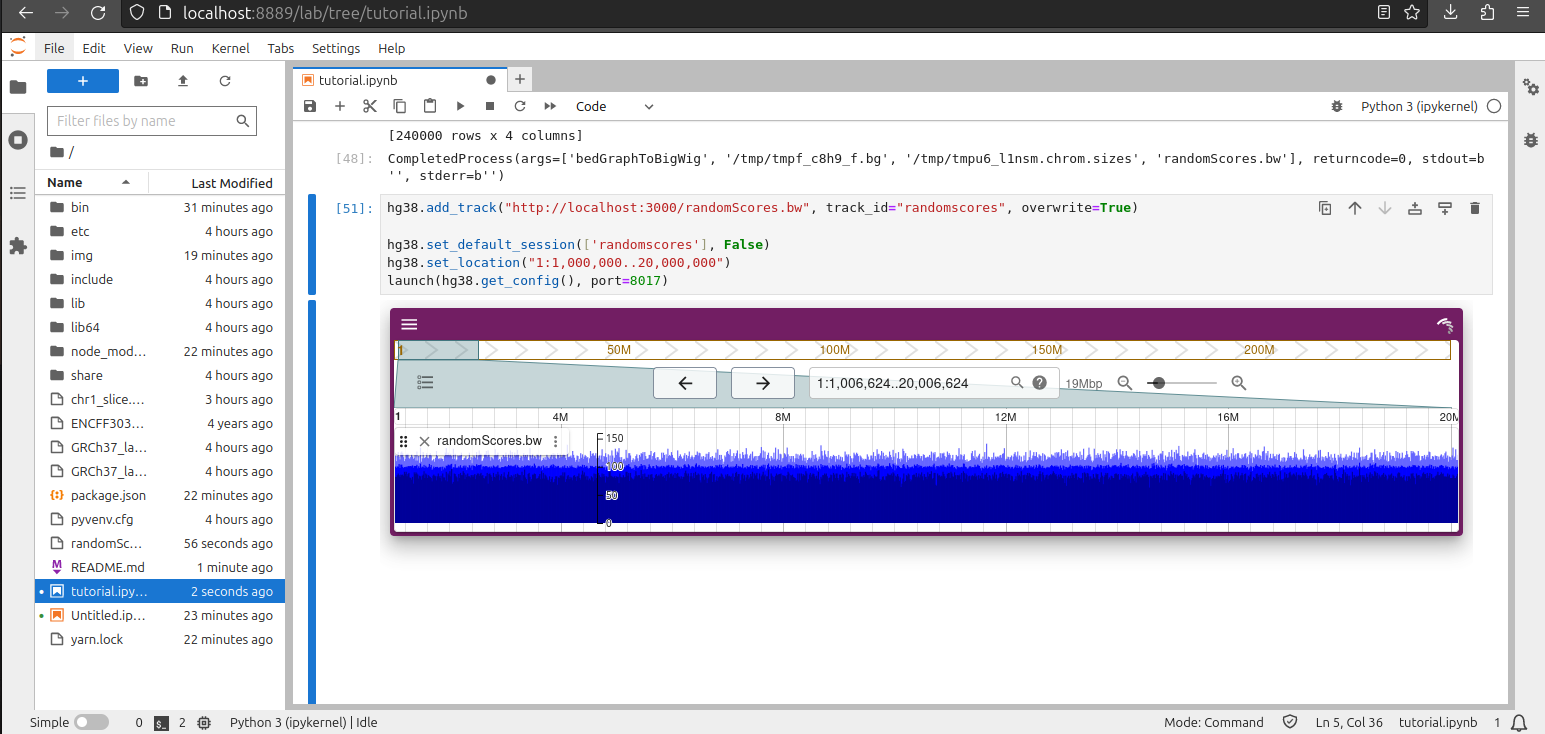 localhost:8889/lab/tree/tutorial.ipynb
File Edit View Run Kernel Tabs Settings Help
+
Filter files by name
/
Name Last Modified
bin 31 minutes ago
etc 4 hours ago
img 19 minutes ago
include 4 hours ago
lib 4 hours ago
lib64 4 hours ago
node_mod... 22 minutes ago
share 4 hours ago
chr1_slice.... 3 hours ago
ENCFF303... 4 years ago
GRCh37_la... 4 hours ago
GRCh37_la... 4 hours ago
package.json 22 minutes ago
pyvenv.cfg 4 hours ago
randomSc... 56 seconds ago
README.md 1 minute ago
tutorial.ipy... 2 seconds ago
Untitled.ip... 23 minutes ago
yarn.lock 22 minutes ago
tutorial.ipynb
Code Python 3 (ipykernel)
[240000 rows x 4 columns]
[48]: CompletedProcess(args=['bedGraphToBigWig', '/tmp/tmpf_c8h9_f.bg', '/tmp/tmpu6_l1nsm.chrom.sizes', 'randomScores.bw'], returncode=0, stdout=b
'', stderr=b'')
[51]: hg38.add_track("http://localhost:3000/randomScores.bw", track_id="randomscores", overwrite=True)
hg38.set_default_session(['randomscores'], False)
hg38.set_location("1:1,000,000..20,000,000")
launch(hg38.get_config(), port=8017)
1 50M 100M 150M 200M
1:1,006,624..20,006,624 19Mbp
1 4M 8M 12M 16M 20M
randomScores.bw
150
100
50
0
Simple 0 2 Python 3 (ipykernel) | Idle Mode: Command Ln 5, Col 36 tutorial.ipynb 1